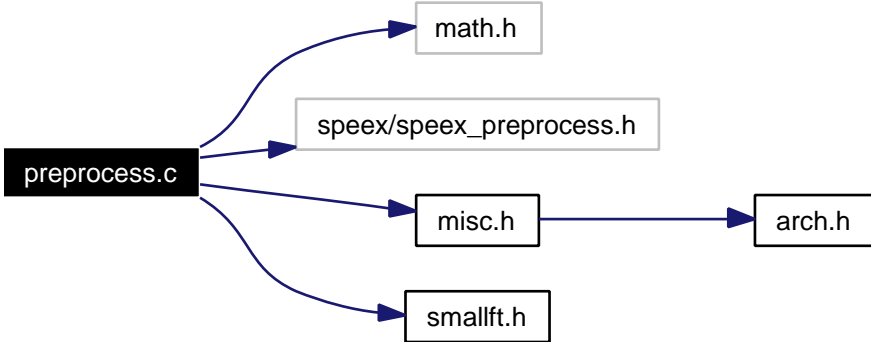 math.h
speex/speex_preprocess.h
preprocess.c
misc.h
arch.h
smallft.h